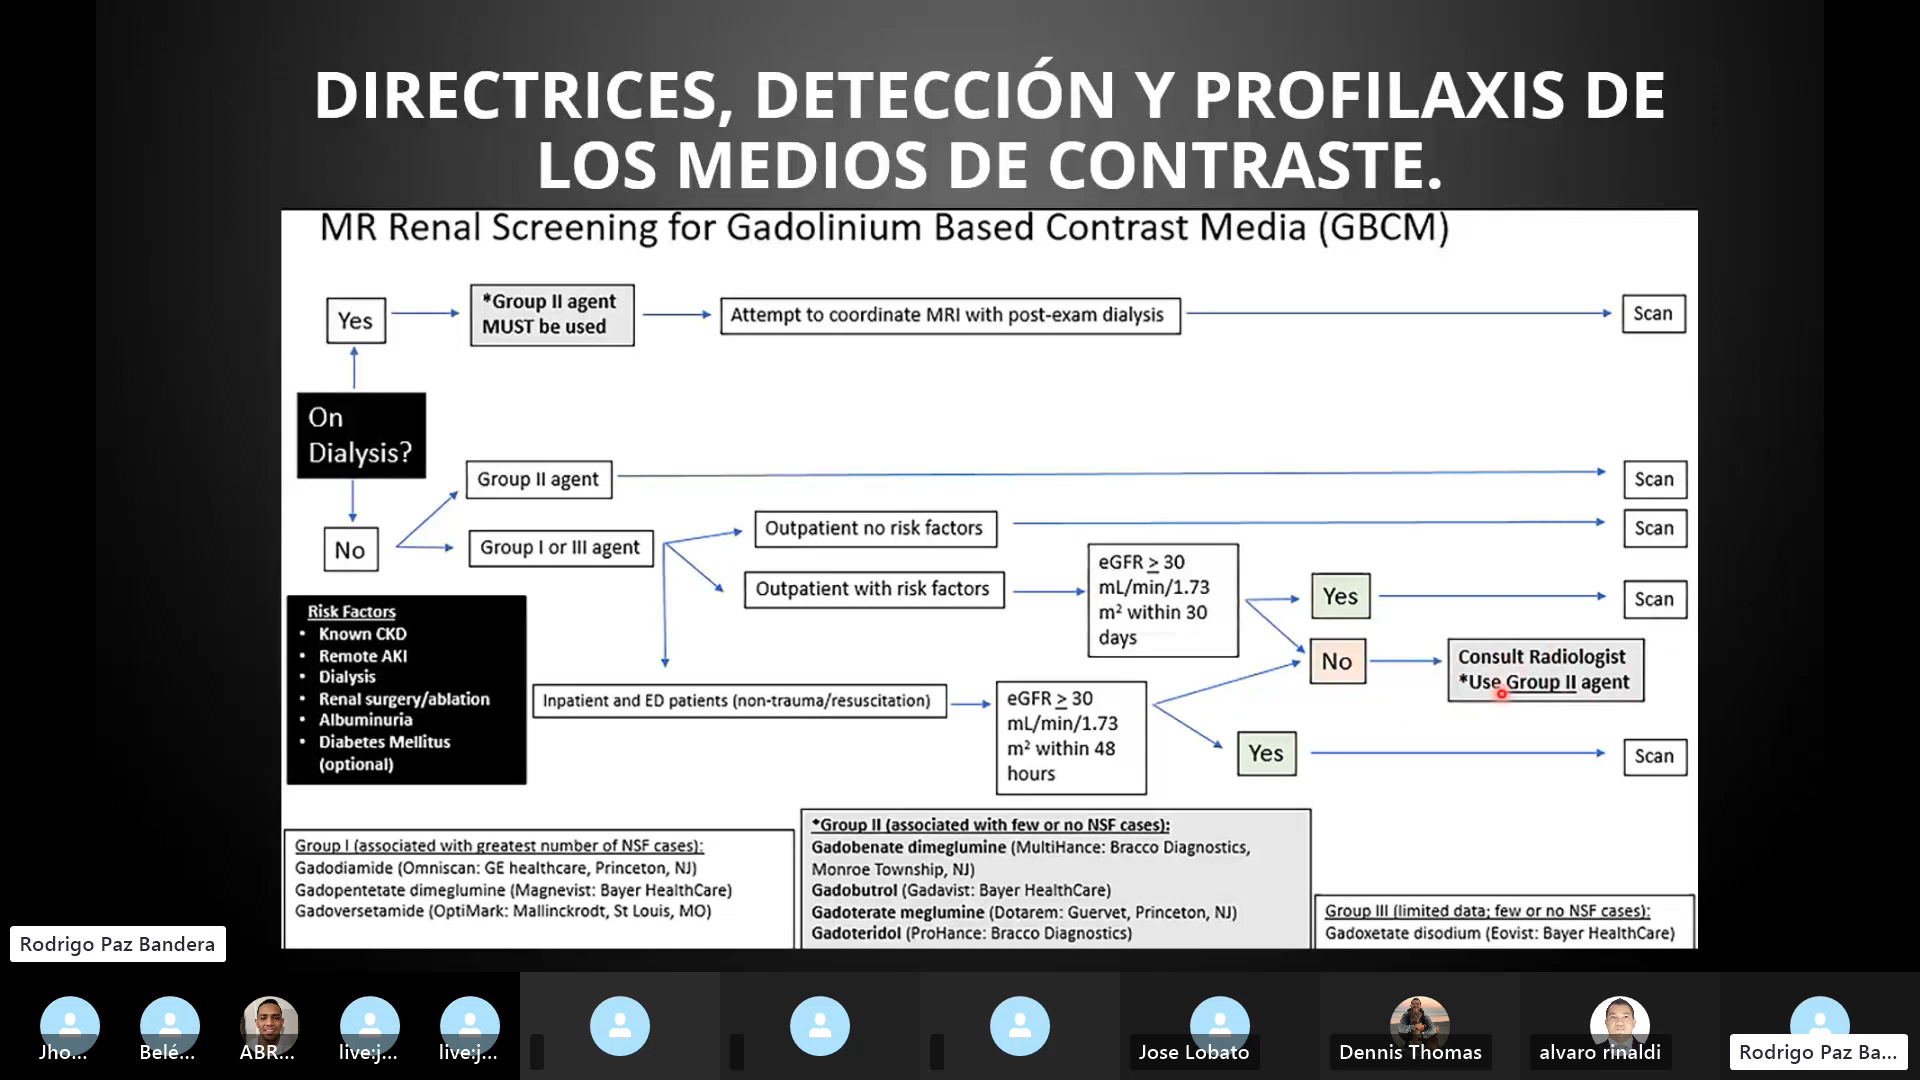 DIRECTRICES, DETECCIÓN Y PROFILAXIS DE
LOS MEDIOS DE CONTRASTE.
MR Renal Screening for Gadolinium Based Contrast Media (GBCM)
Yes
*Group II agent
MUST be used
Attempt to coordinate MRI with post-exam dialysis
Scan
On
Dialysis?
Group II agent
Scan
No
Group I or III agent
Outpatient no risk factors
Scan
Outpatient with risk factors
eGFR ≥ 30
mL/min/1.73
m² within 30
days
Yes
Scan
No
Consult Radiologist
*Use Group II agent
Risk Factors
• Known CKD
• Remote AKI
• Dialysis
• Renal surgery/ablation
• Albuminuria
• Diabetes Mellitus
(optional)
Inpatient and ED patients (non-trauma/resuscitation)
eGFR ≥ 30
mL/min/1.73
m² within 48
hours
Yes
Scan
Group I (associated with greatest number of NSF cases):
Gadodiamide (Omniscan: GE healthcare, Princeton, NJ)
Gadopentetate dimeglumine (Magnevist: Bayer HealthCare)
Gadoversetamide (OptiMark: Mallinckrodt, St Louis, MO)
*Group II (associated with few or no NSF cases):
Gadobenate dimeglumine (MultiHance: Bracco Diagnostics,
Monroe Township, NJ)
Gadobutrol (Gadavist: Bayer HealthCare)
Gadoterate meglumine (Dotarem: Guervet, Princeton, NJ)
Gadoteridol (ProHance: Bracco Diagnostics)
Group III (limited data; few or no NSF cases):
Gadoxetate disodium (Eovist: Bayer HealthCare)
Rodrigo Paz Bandera
Jho...
Belé...
ABR...
live:j...
live:j...
Jose Lobato
Dennis Thomas
alvaro rinaldi
Rodrigo Paz Ba...